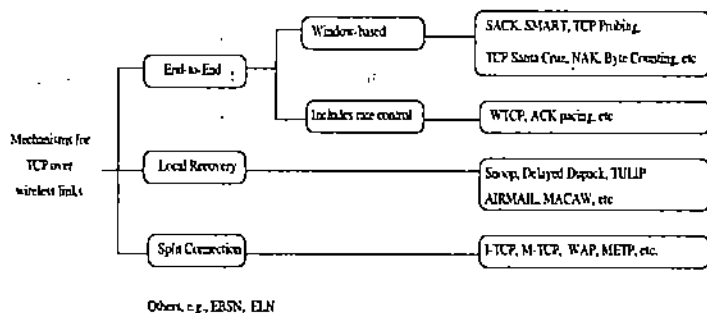 Window-based
SACK, SMART, TCP Probing,
TCP Santa Cruz, NAK, Byte Counting, etc
End-to-End
Includes rate control
WTCP, ACK pacing, etc
Mechanisms for
TCP over
wireless links
Local Recovery
Snoop, Delayed Dupack, TULIP
AIRMAIL, MACAW, etc
Split Connection
I-TCP, M-TCP, WAP, METP, etc.
Others, e.g., EBSN, ELN